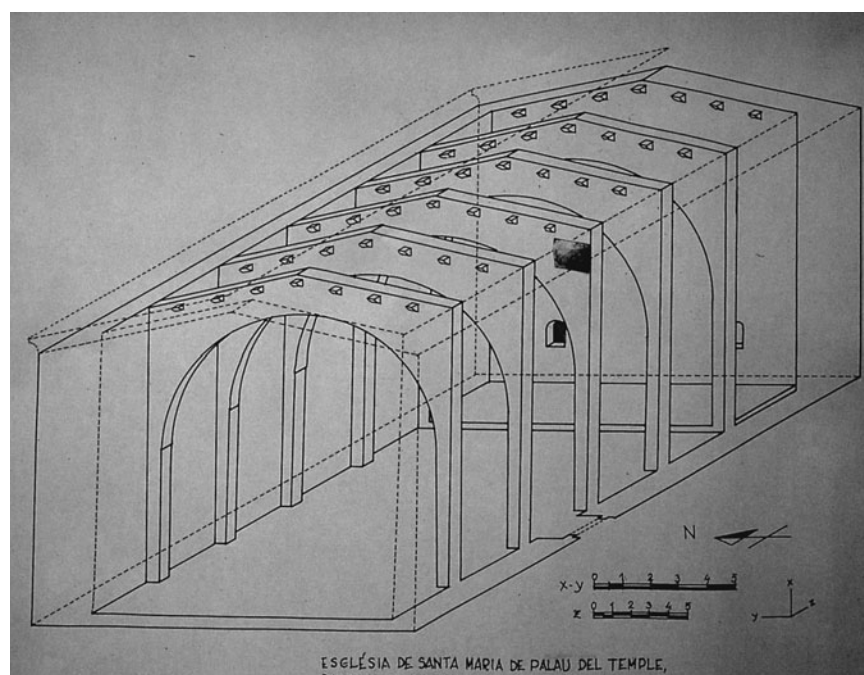 N
x-y 0 1 2 3 4 5
z 0 1 2 3 4 5
x
y z
ESGLÉSIA DE SANTA MARIA DE PALAU DEL TEMPLE,